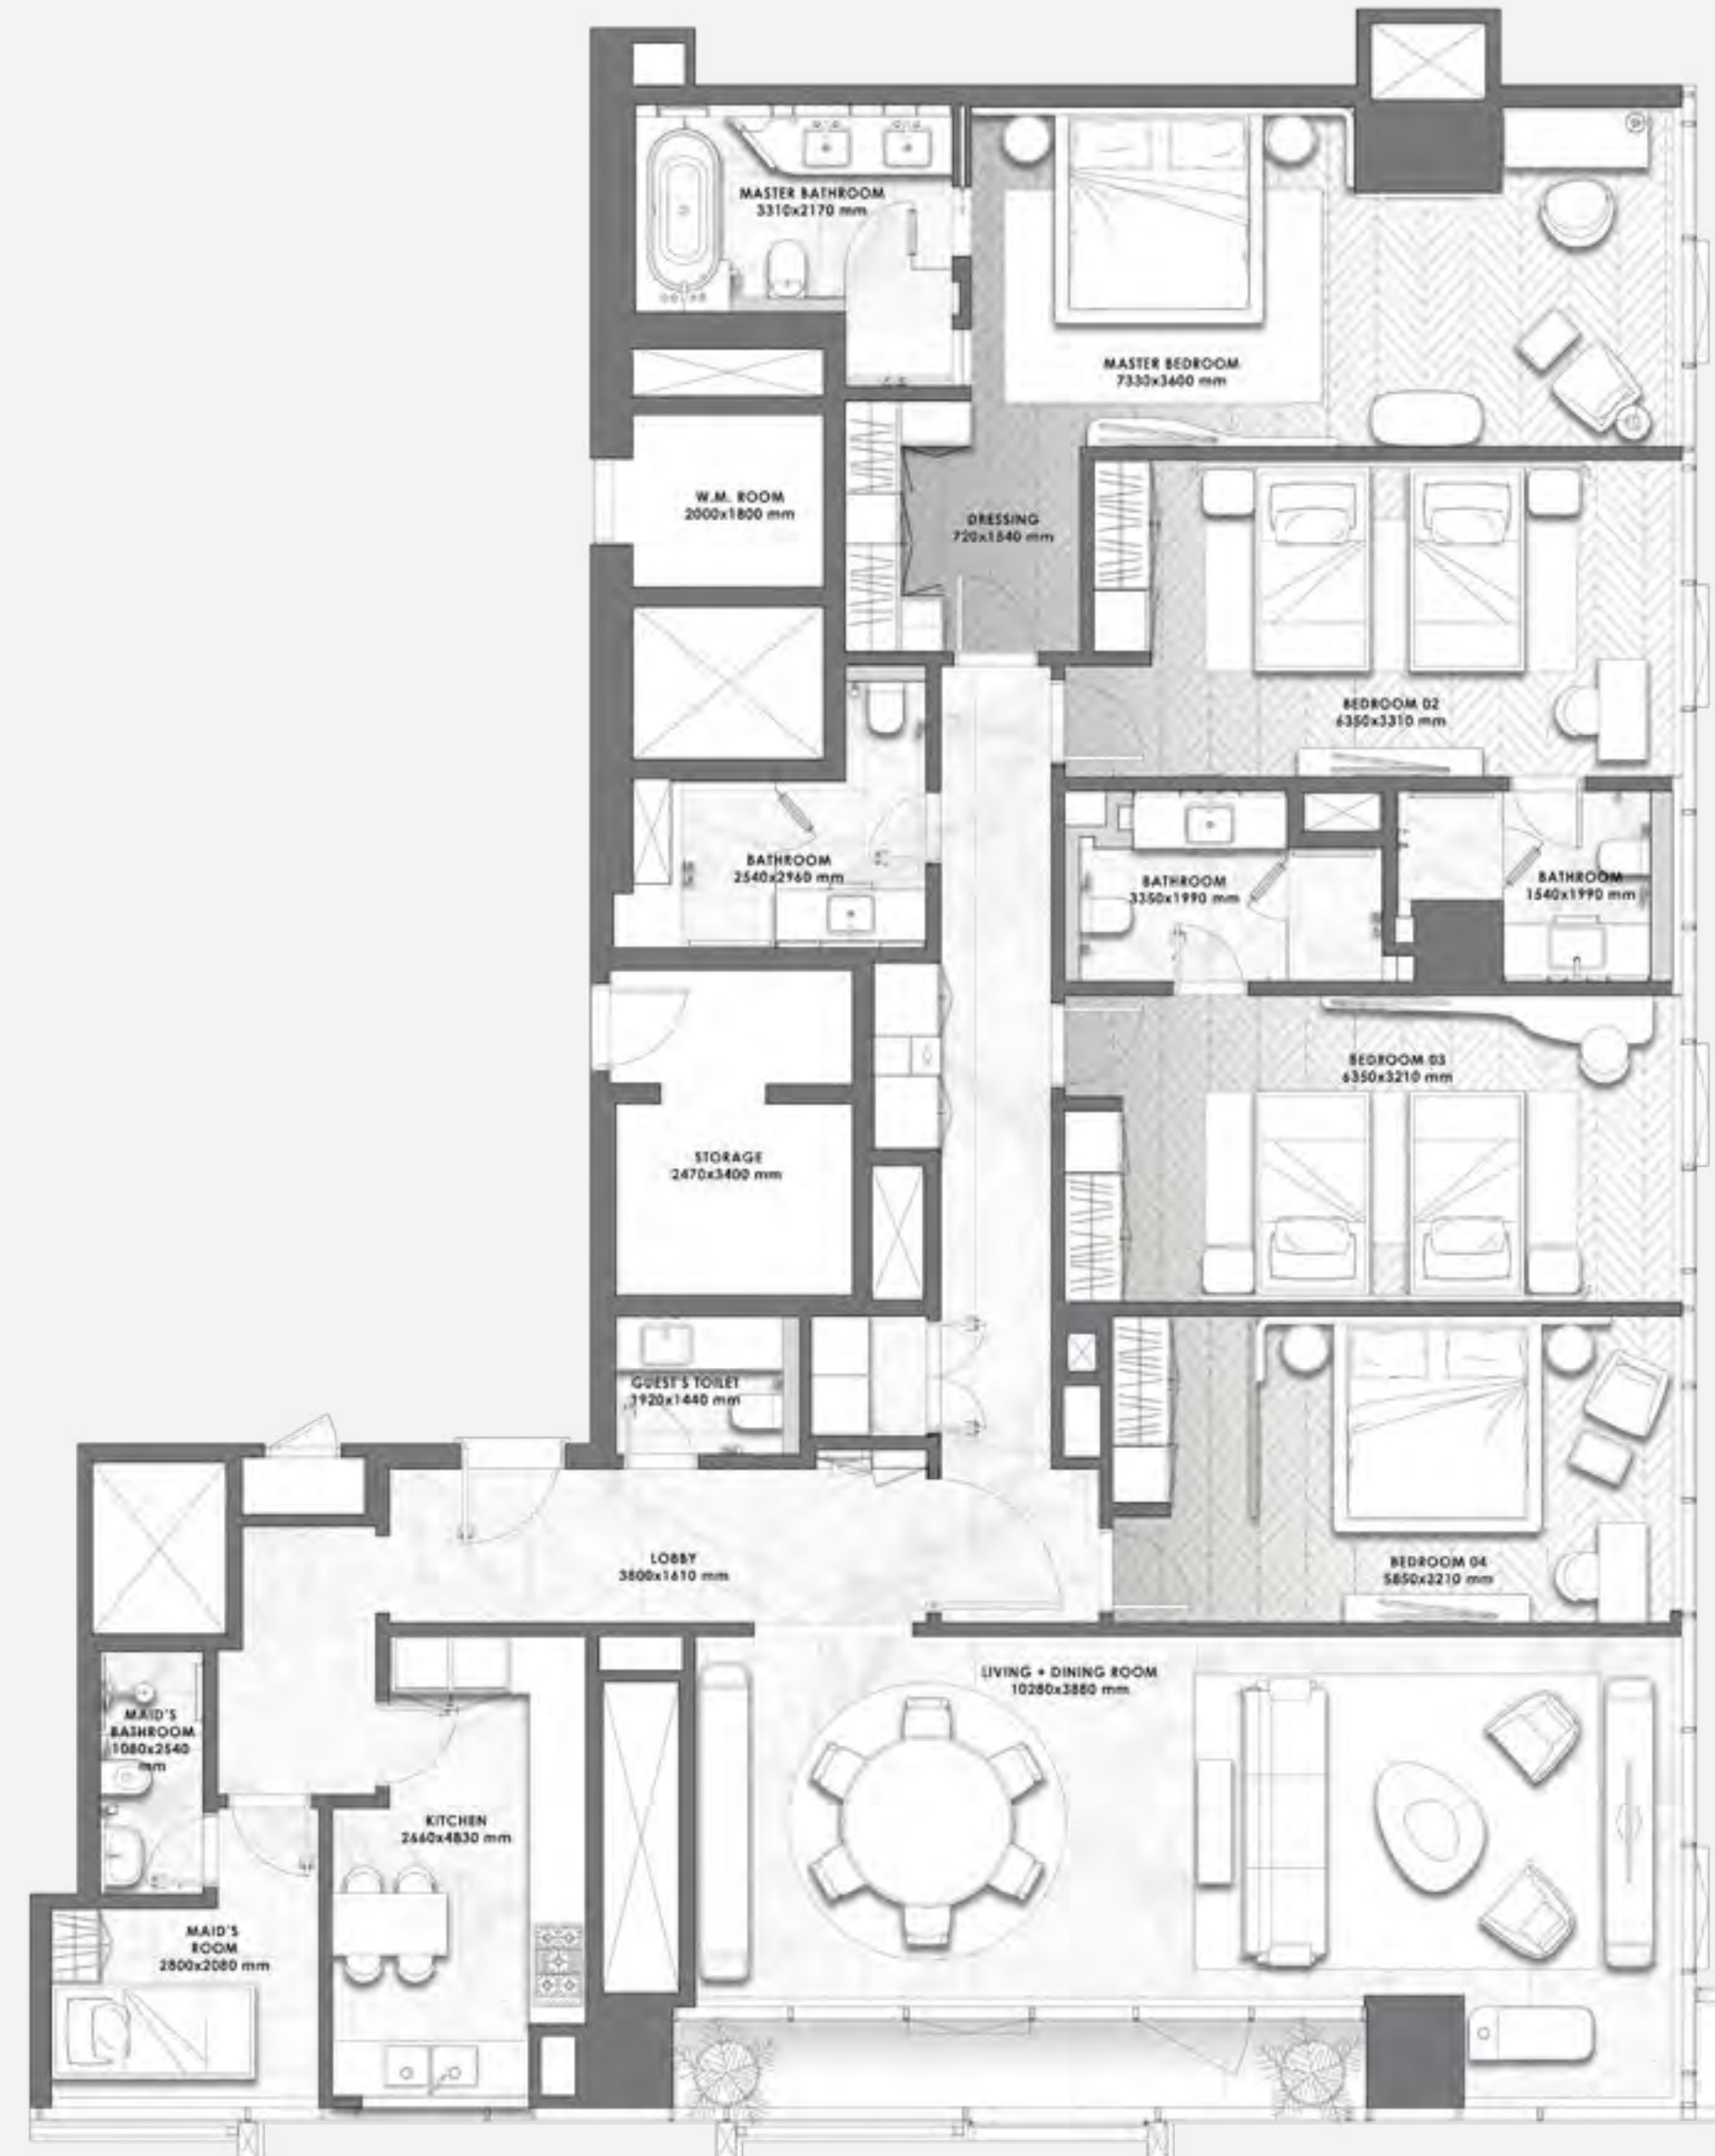 MASTER BATHROOM
3310x2170 mm
MASTER BEDROOM
7330x3600 mm
W.M. ROOM
2000x1800 mm
DRESSING
720x1540 mm
BEDROOM 02
6350x3310 mm
BATHROOM
2540x2960 mm
BATHROOM
3350x1990 mm
BATHROOM
1540x1990 mm
BEDROOM 03
6350x3210 mm
STORAGE
2470x3400 mm
GUEST'S TOILET
1920x1440 mm
LOBBY
3800x1610 mm
BEDROOM 04
5850x3210 mm
LIVING + DINING ROOM
10280x3880 mm
MAID'S
BATHROOM
1080x2540
mm
KITCHEN
2660x4830 mm
MAID'S
ROOM
2800x2080 mm